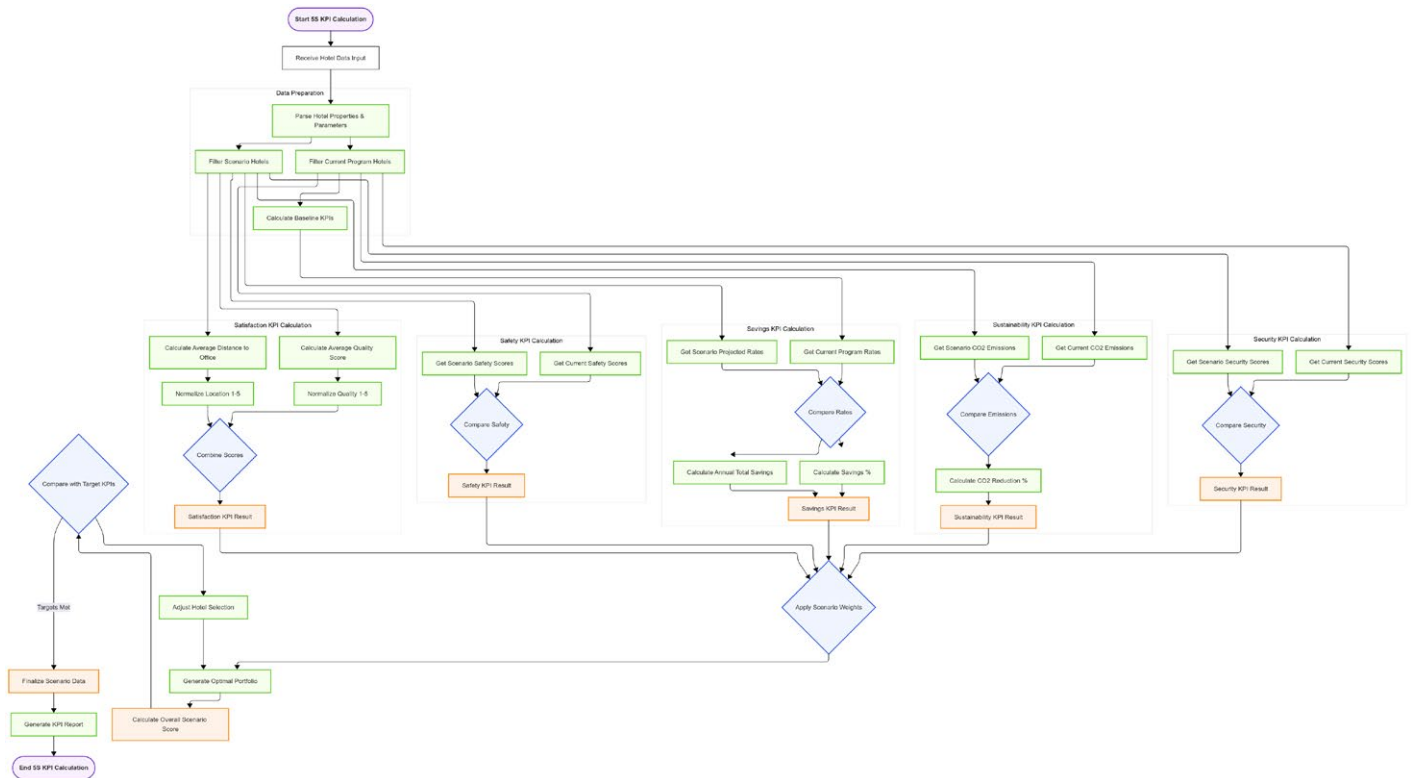 Start 5S KPI Calculation
Receive Hotel Data Input
Data Preparation
Parse Hotel Properties &
Parameters
Filter Scenario Hotels
Filter Current Program Hotels
Calculate Baseline KPIs
Satisfaction KPI Calculation
Calculate Average Distance to
Office
Calculate Average Quality
Score
Normalize Location 1-5
Normalize Quality 1-5
Combine Scores
Satisfaction KPI Result
Safety KPI Calculation
Get Scenario Safety Scores
Get Current Safety Scores
Compare Safety
Safety KPI Result
Savings KPI Calculation
Get Scenario Projected Rates
Get Current Program Rates
Compare Rates
Calculate Annual Total Savings
Calculate Savings %
Savings KPI Result
Sustainability KPI Calculation
Get Scenario CO2 Emissions
Get Current CO2 Emissions
Compare Emissions
Calculate CO2 Reduction %
Sustainability KPI Result
Security KPI Calculation
Get Scenario Security Scores
Get Current Security Scores
Compare Security
Security KPI Result
Compare with Target KPIs
Apply Scenario Weights
Targets Met
Adjust Hotel Selection
Finalize Scenario Data
Generate Optimal Portfolio
Generate KPI Report
Calculate Overall Scenario
Score
End 5S KPI Calculation